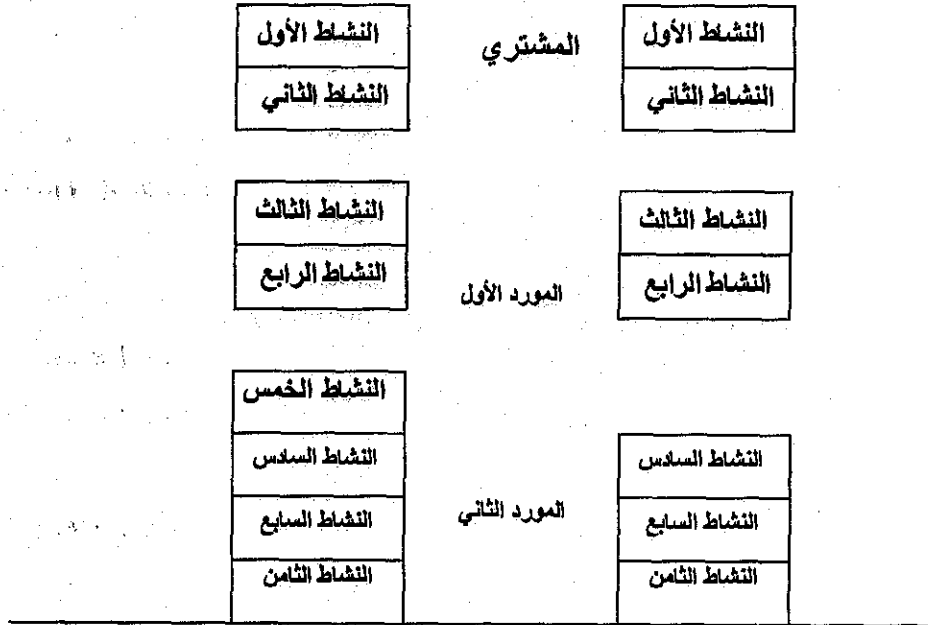 النشاط الأول المشتري النشاط الأول
النشاط الثاني النشاط الثاني
النشاط الثالث النشاط الثالث
النشاط الرابع المورد الأول النشاط الرابع
النشاط الخمس
النشاط السادس النشاط السادس
النشاط السابع المورد الثاني النشاط السابع
النشاط الثامن النشاط الثامن